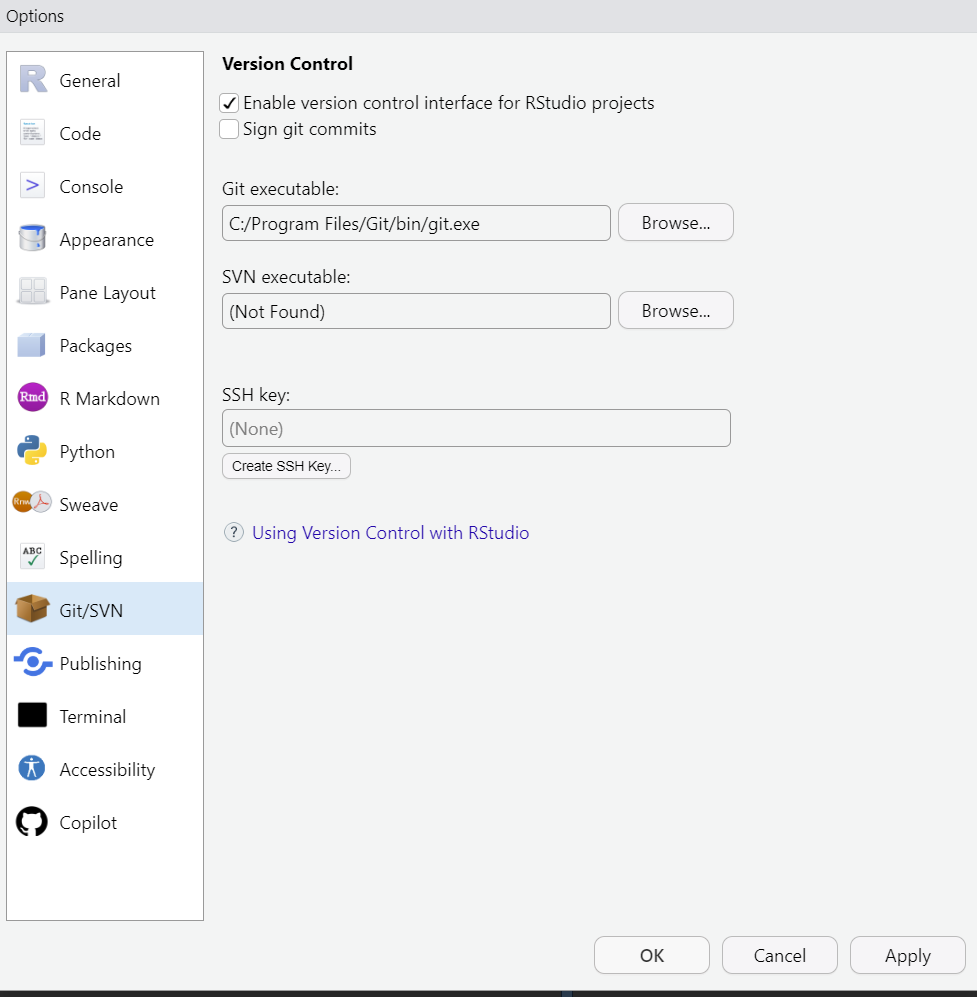 Options
General
Code
Console
Appearance
Pane Layout
Packages
Rmd R Markdown
Python
Rnw Sweave
ABC Spelling
Git/SVN
Publishing
Terminal
Accessibility
Copilot
Version Control
Enable version control interface for RStudio projects
Sign git commits
Git executable:
C:/Program Files/Git/bin/git.exe
Browse...
SVN executable:
(Not Found)
Browse...
SSH key:
(None)
Create SSH Key...
? Using Version Control with RStudio
OK
Cancel
Apply